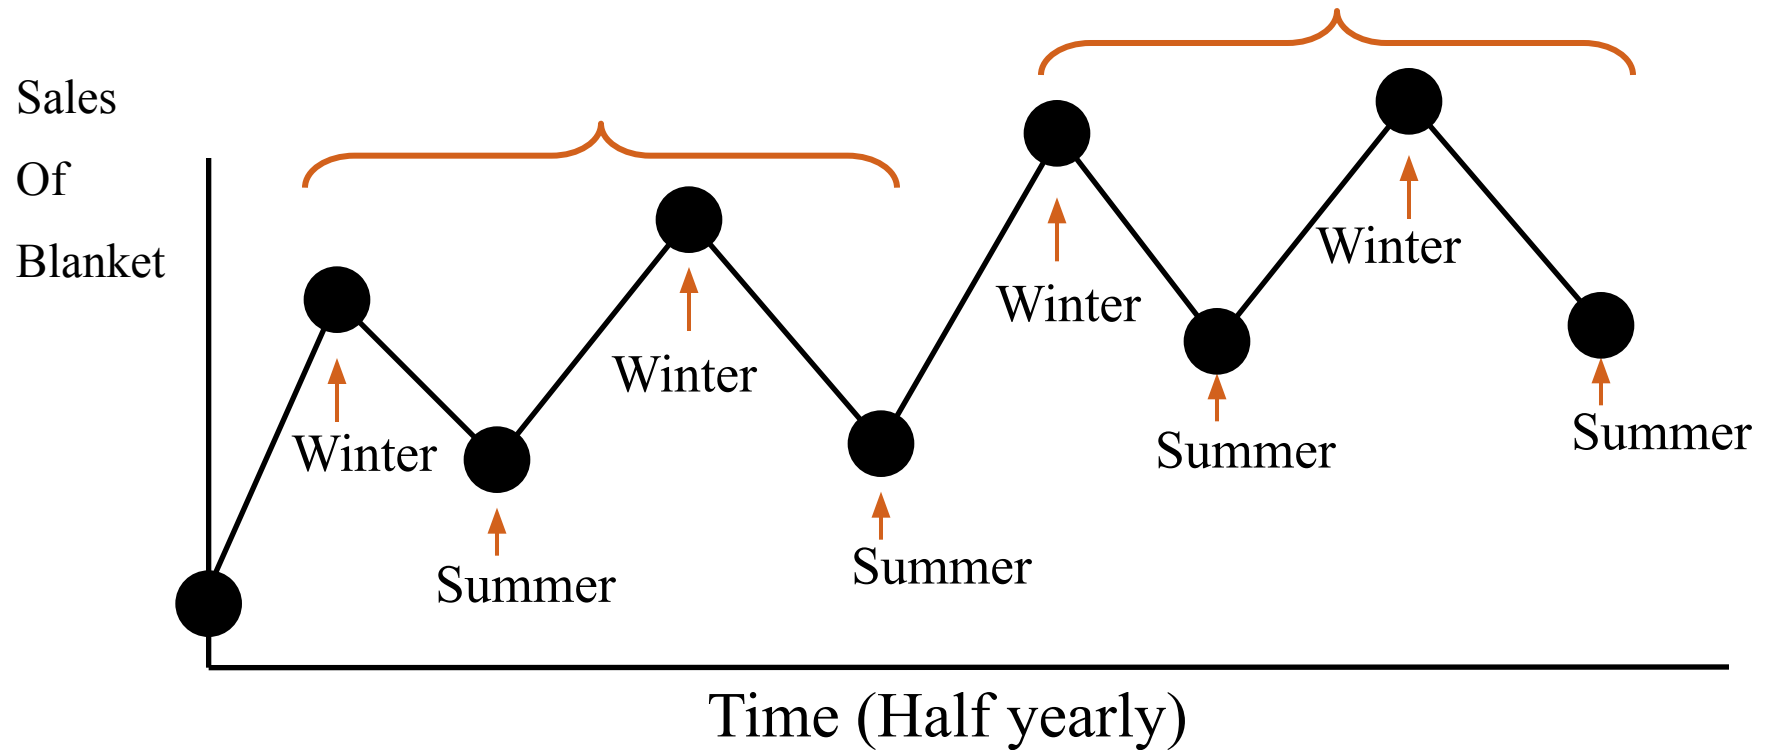 Sales
Of
Blanket
Winter
Summer
Winter
Summer
Winter
Summer
Winter
Summer
Time (Half yearly)